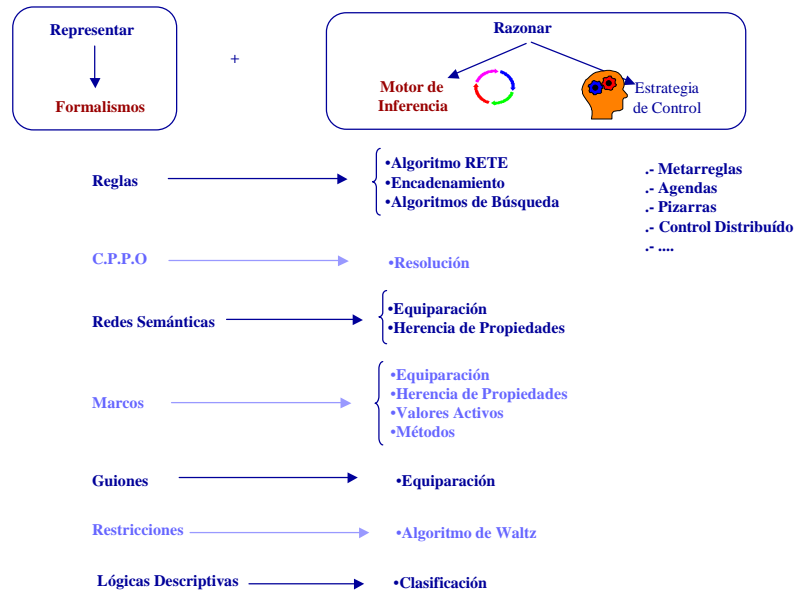 Representar
Formalismos
+
Razonar
Motor de
Inferencia
Estrategia
de Control
Reglas
•Algoritmo RETE
•Encadenamiento
•Algoritmos de Búsqueda
.- Metarreglas
.- Agendas
.- Pizarras
.- Control Distribuído
.- ....
C.P.P.O
•Resolución
Redes Semánticas
•Equiparación
•Herencia de Propiedades
Marcos
•Equiparación
•Herencia de Propiedades
•Valores Activos
•Métodos
Guiones
•Equiparación
Restricciones
•Algoritmo de Waltz
Lógicas Descriptivas
•Clasificación